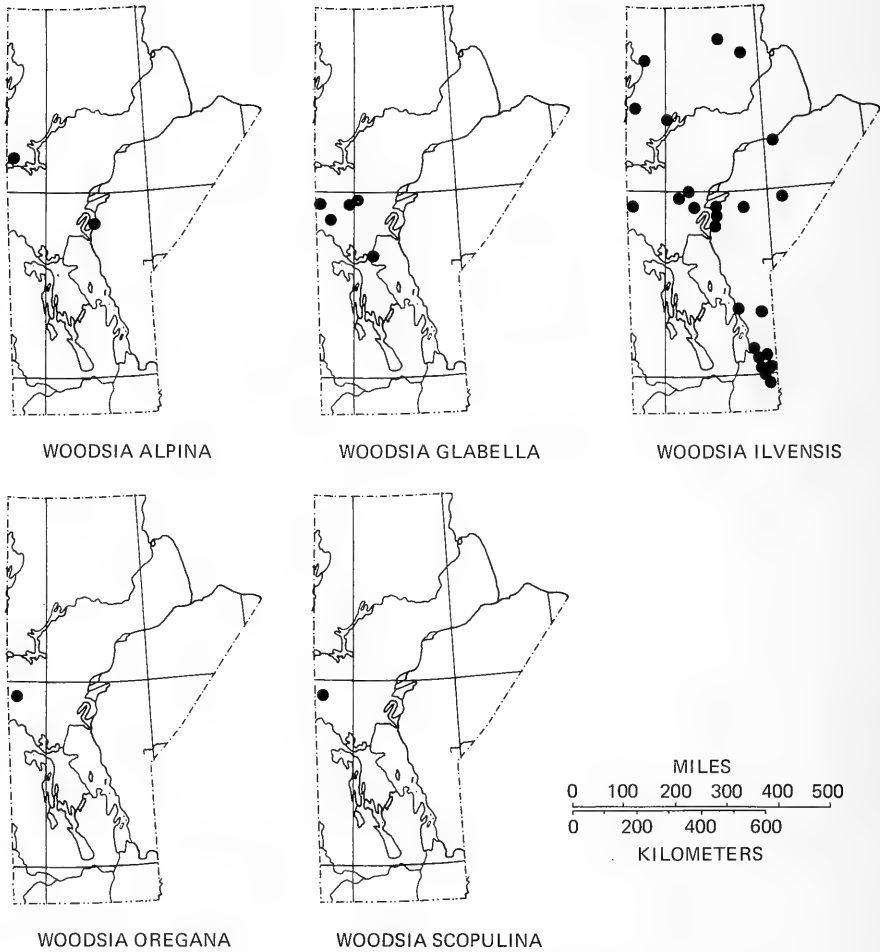 WOODSIA ALPINA
WOODSIA GLABELLA
WOODSIA ILVENSIS
WOODSIA OREGANA
WOODSIA SCOPULINA
MILES
0 100 200 300 400 500
0 200 400 600
KILOMETERS